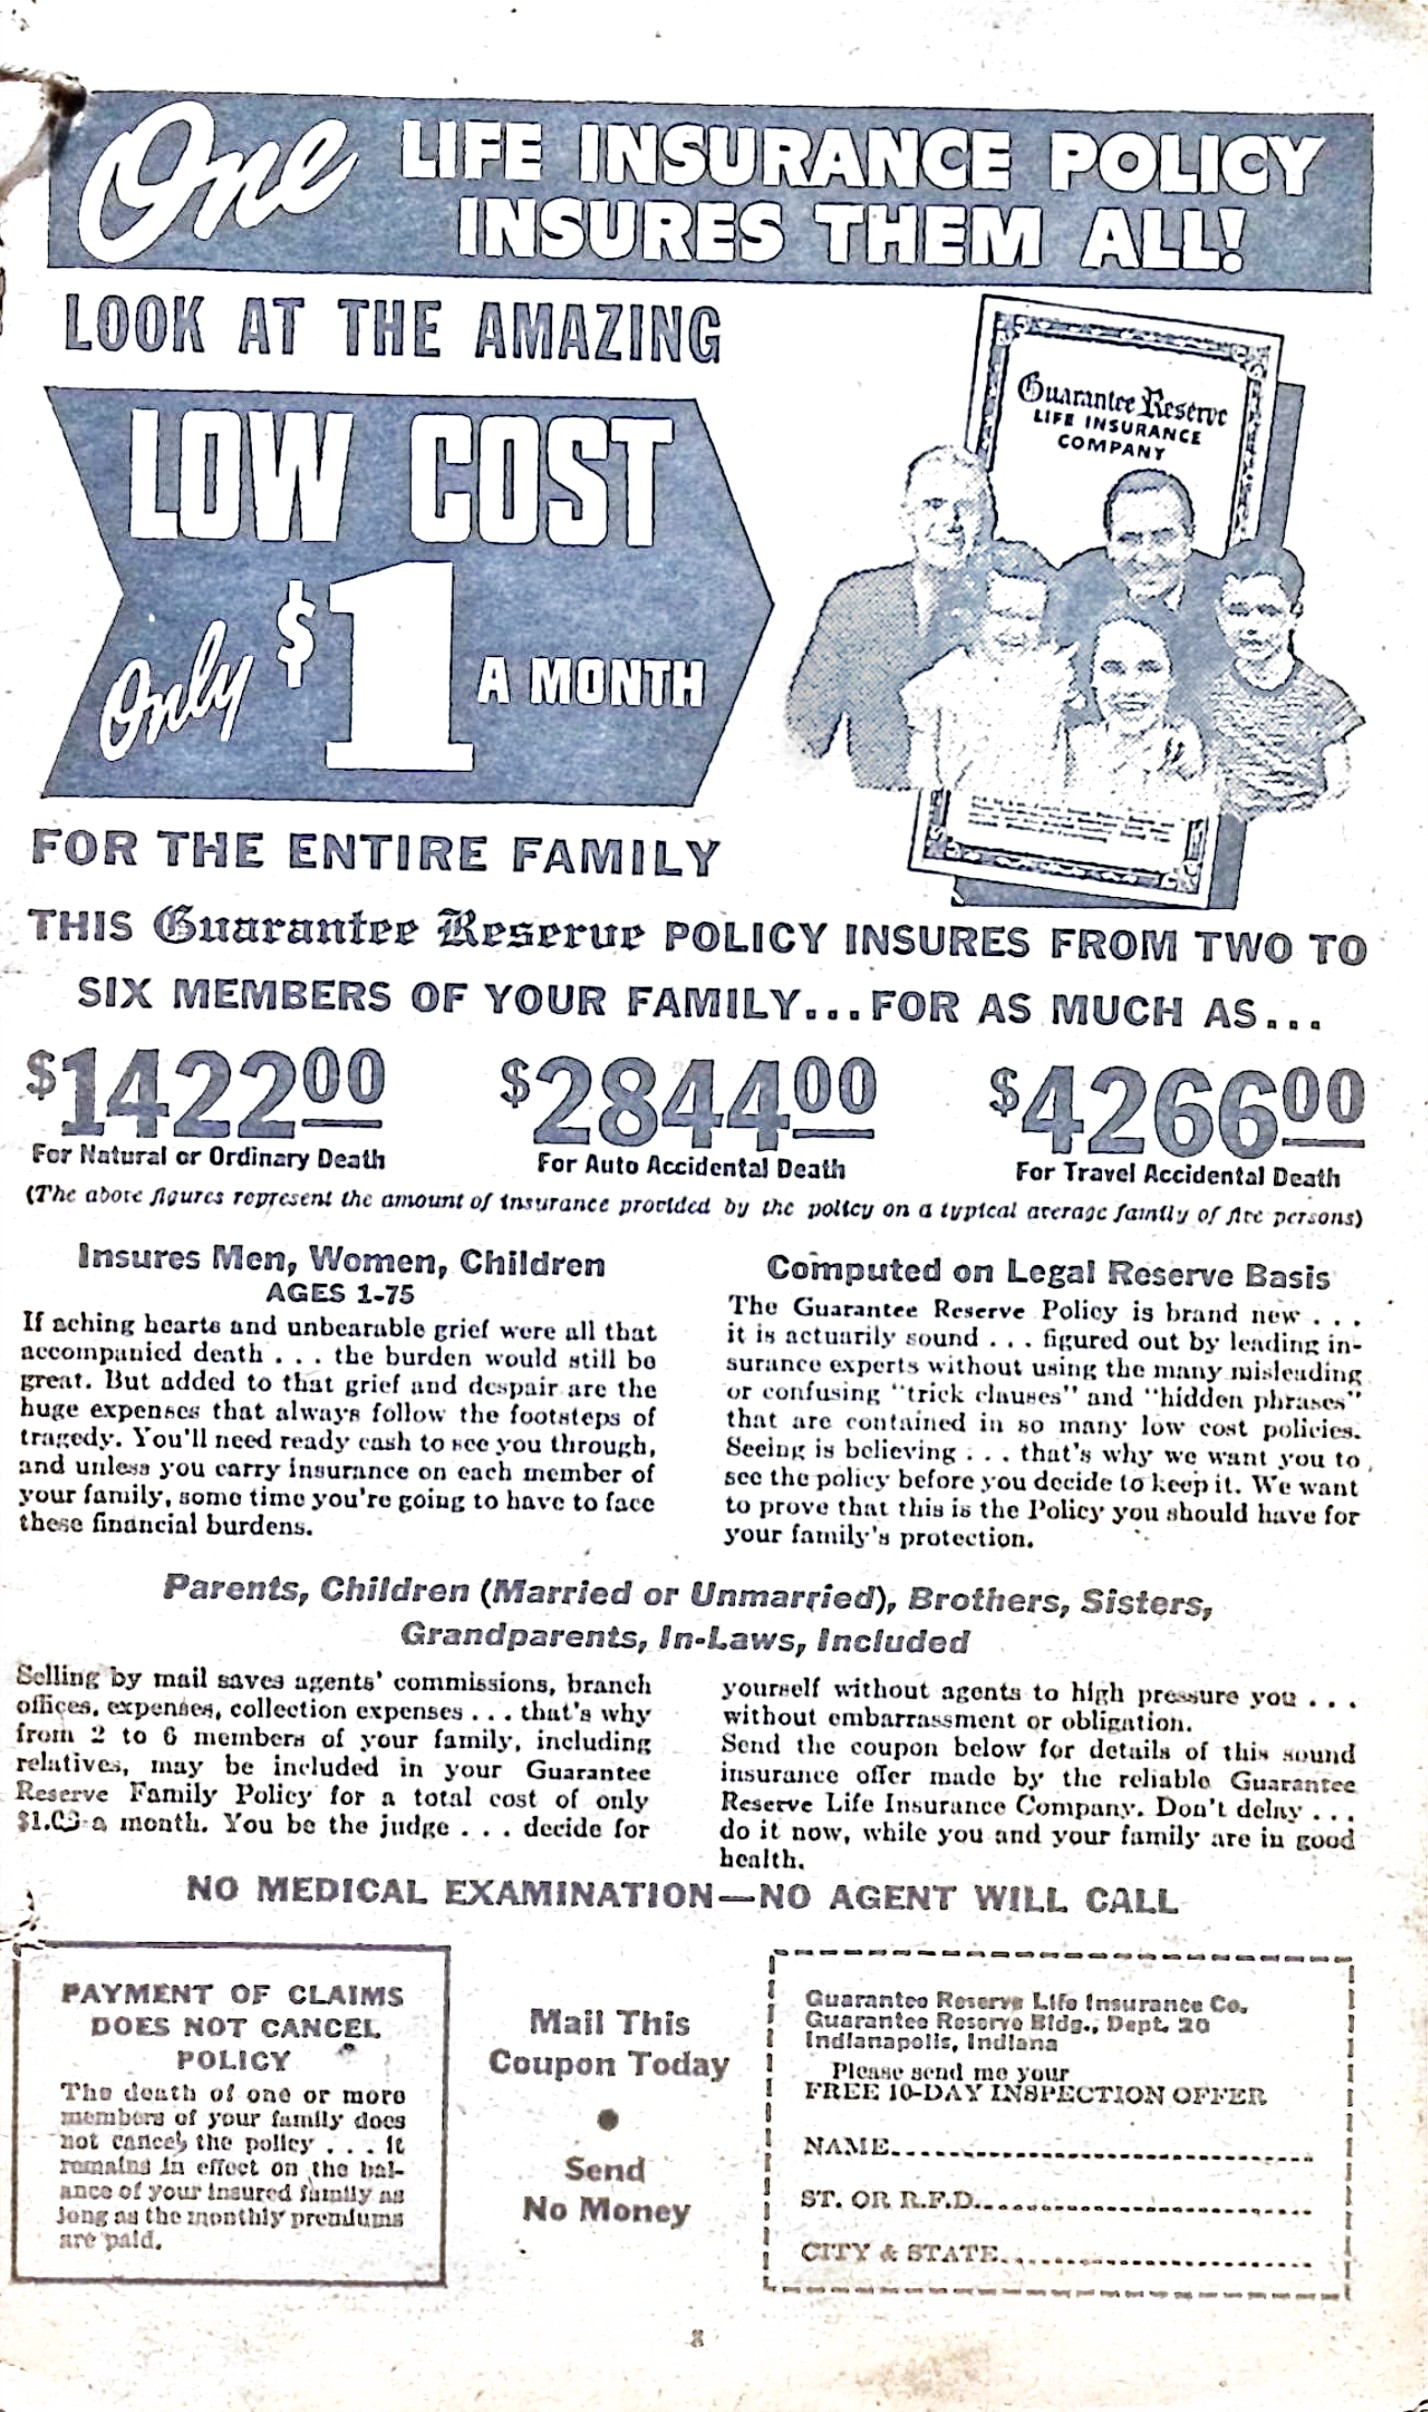 One LIFE INSURANCE POLICY
INSURES THEM ALL!
LOOK AT THE AMAZING
LOW COST
Only $1 A MONTH
FOR THE ENTIRE FAMILY
Guarantee Reserve
LIFE INSURANCE
COMPANY
THIS Guarantee Reserve POLICY INSURES FROM TWO TO
SIX MEMBERS OF YOUR FAMILY...FOR AS MUCH AS...
$142200
For Natural or Ordinary Death
$284400
For Auto Accidental Death
$426600
For Travel Accidental Death
(The above figures represent the amount of insurance provided by the policy on a typical average family of five persons)
Insures Men, Women, Children
AGES 1-75
If aching hearts and unbearable grief were all that
accompanied death . . . the burden would still be
great. But added to that grief and despair are the
huge expenses that always follow the footsteps of
tragedy. You'll need ready cash to see you through,
and unless you carry insurance on each member of
your family, some time you're going to have to face
these financial burdens.
Computed on Legal Reserve Basis
The Guarantee Reserve Policy is brand new . . .
it is actuarily sound . . . figured out by leading in-
surance experts without using the many misleading
or confusing "trick clauses" and "hidden phrases"
that are contained in so many low cost policies.
Seeing is believing . . . that's why we want you to
see the policy before you decide to keep it. We want
to prove that this is the Policy you should have for
your family's protection.
Parents, Children (Married or Unmarried), Brothers, Sisters,
Grandparents, In-Laws, Included
Selling by mail saves agents' commissions, branch
offices, expenses, collection expenses . . . that's why
from 2 to 6 members of your family, including
relatives, may be included in your Guarantee
Reserve Family Policy for a total cost of only
a month. You be the judge . . . decide for
yourself without agents to high pressure you . . .
without embarrassment or obligation.
Send the coupon below for details of this sound
insurance offer made by the reliable Guarantee
Reserve Life Insurance Company. Don't delay . . .
do it now, while you and your family are in good
health.
NO MEDICAL EXAMINATION—NO AGENT WILL CALL
PAYMENT OF CLAIMS
DOES NOT CANCEL
POLICY
The death of one or more
members of your family does
not cancel the policy . . . it
remains in effect on the bal-
ance of your insured family as
long as the monthly premiums
are paid.
Mail This
Coupon Today
Send
No Money
Guarantee Reserve Life Insurance Co.
Guarantee Reserve Bldg., Dept. 20
Indianapolis, Indiana
Please send me your
FREE 10-DAY INSPECTION OFFER
NAME
ST. OR R.F.D.
CITY & STATE
8